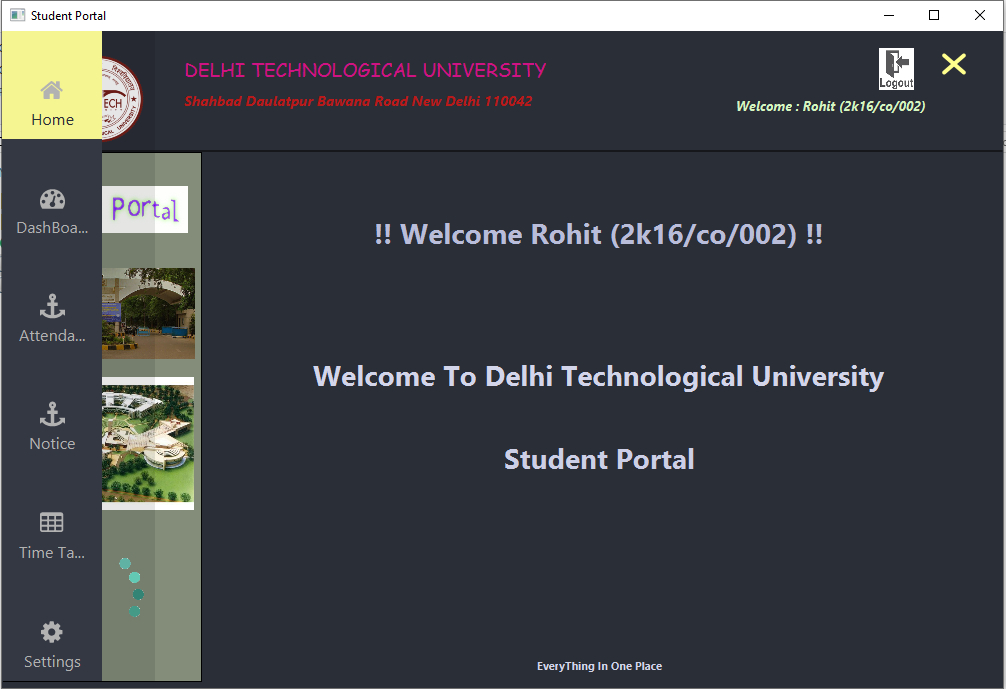 Student Portal
Home
DashBoa...
Attenda...
Notice
Time Ta...
Settings
TECH
DELHI TECHNOLOGICAL UNIVERSITY
Shahbad Daulatpur Bawana Road New Delhi 110042
Logout
Welcome : Rohit (2k16/co/002)
Portal
!! Welcome Rohit (2k16/co/002) !!
Welcome To Delhi Technological University
Student Portal
EveryThing In One Place